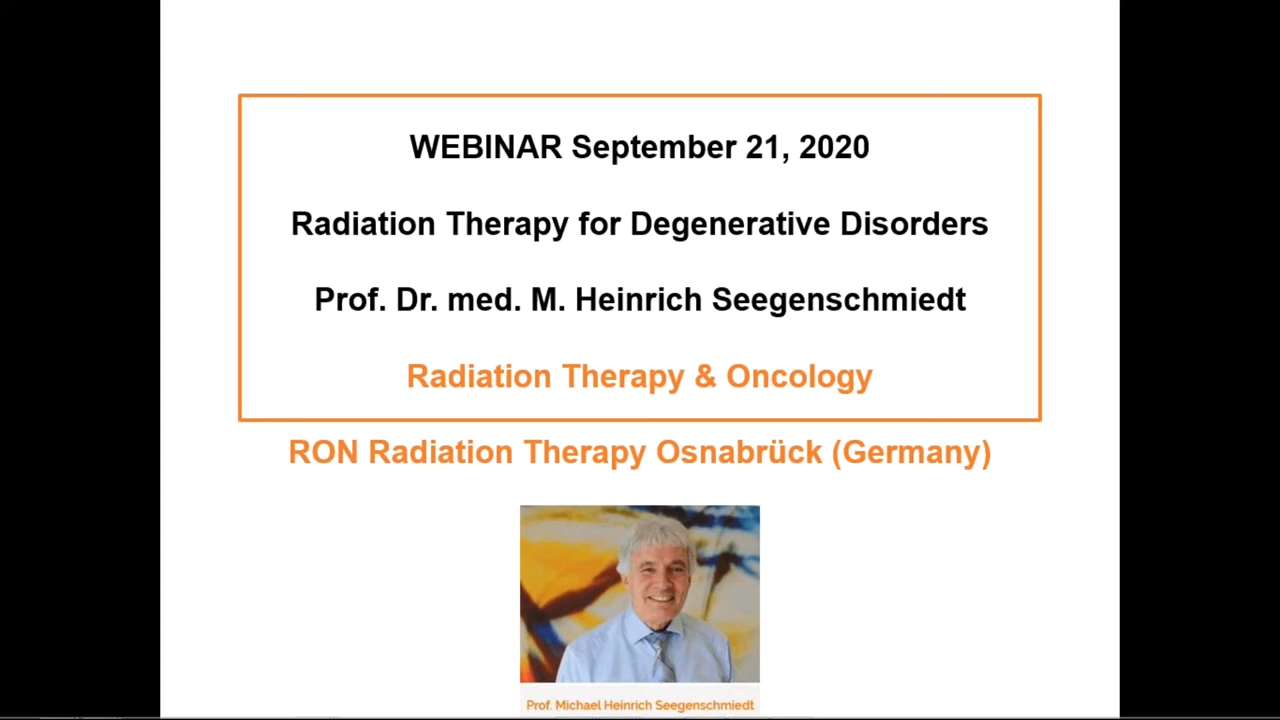 WEBINAR September 21, 2020
Radiation Therapy for Degenerative Disorders
Prof. Dr. med. M. Heinrich Seegenschmiedt
Radiation Therapy & Oncology
RON Radiation Therapy Osnabrück (Germany)
Prof. Michael Heinrich Seegenschmiedt